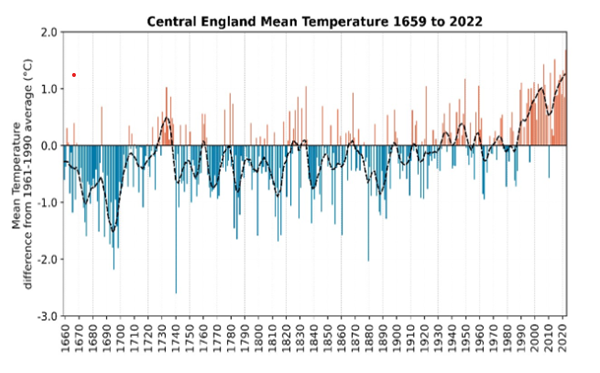 Central England Mean Temperature 1659 to 2022
Mean Temperature
difference from 1961-1990 average (°C)
2.0
1.0
0.0
-1.0
-2.0
-3.0
1660 1670 1680 1690 1700 1710 1720 1730 1740 1750 1760 1770 1780 1790 1800 1810 1820 1830 1840 1850 1860 1870 1880 1890 1900 1910 1920 1930 1940 1950 1960 1970 1980 1990 2000 2010 2020